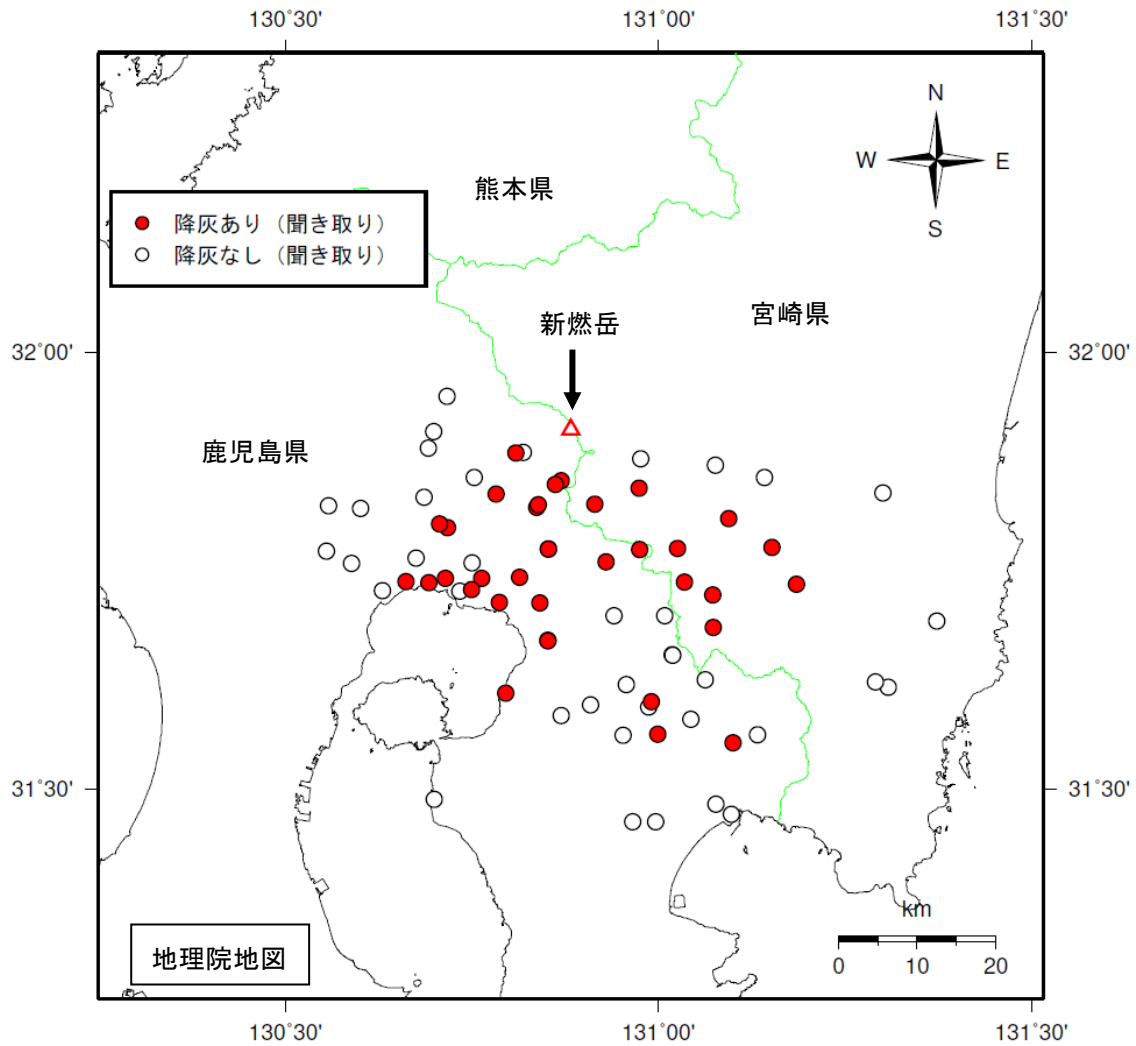 130˚30'
131˚00'
131˚30'
N
W
E
S
熊本県
降灰あり（聞き取り）
降灰なし（聞き取り）
宮崎県
新燃岳
32˚00'
32˚00'
鹿児島県
31˚30'
31˚30'
km
0
10
20
地理院地図
130˚30'
131˚00'
131˚30'